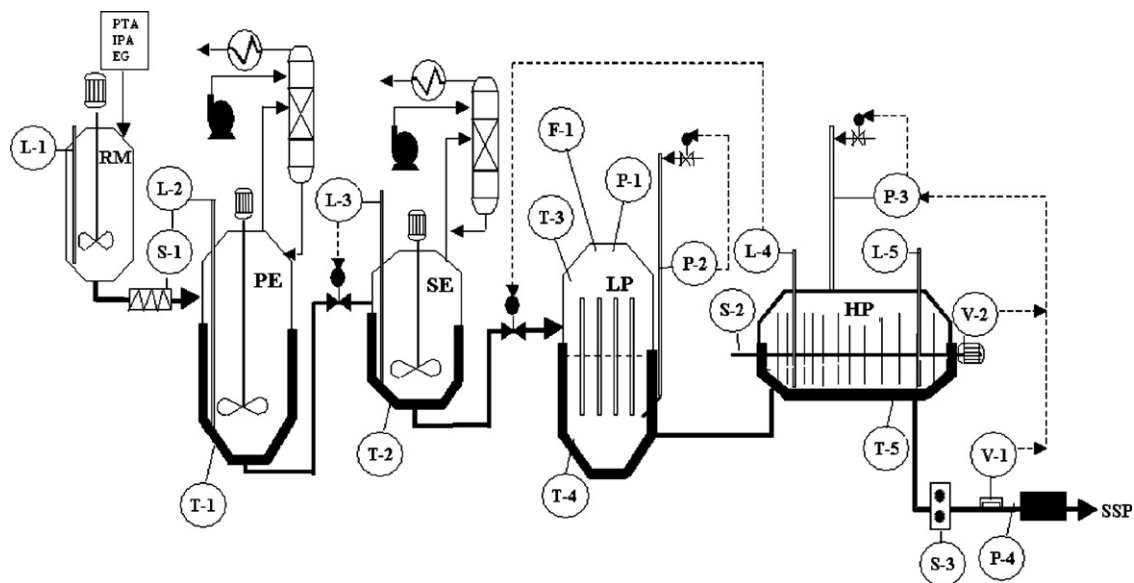 PTA
IPA
EG
L-1
RM
L-2
S-1
PE
L-3
SE
F-1
P-1
T-3
P-2
LP
P-3
L-4
L-5
S-2
HP
V-2
T-1
T-2
T-4
T-5
V-1
S-3
P-4
SSP